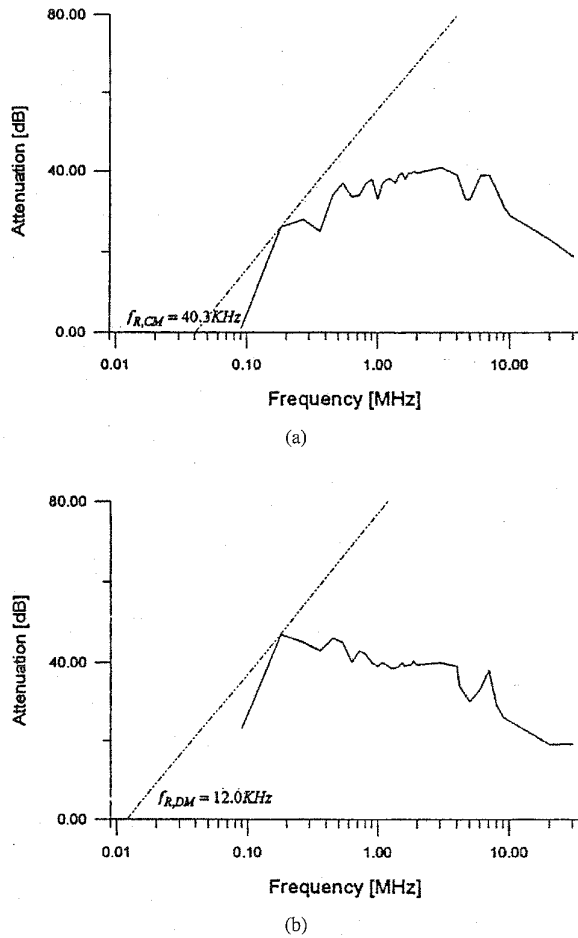 80.00
40.00
0.00
Attenuation [dB]
f_{R,CM} = 40.3KHz
0.01 0.10 1.00 10.00
Frequency [MHz]
(a)
80.00
40.00
0.00
Attenuation [dB]
f_{R,DM} = 12.0KHz
0.01 0.10 1.00 10.00
Frequency [MHz]
(b)